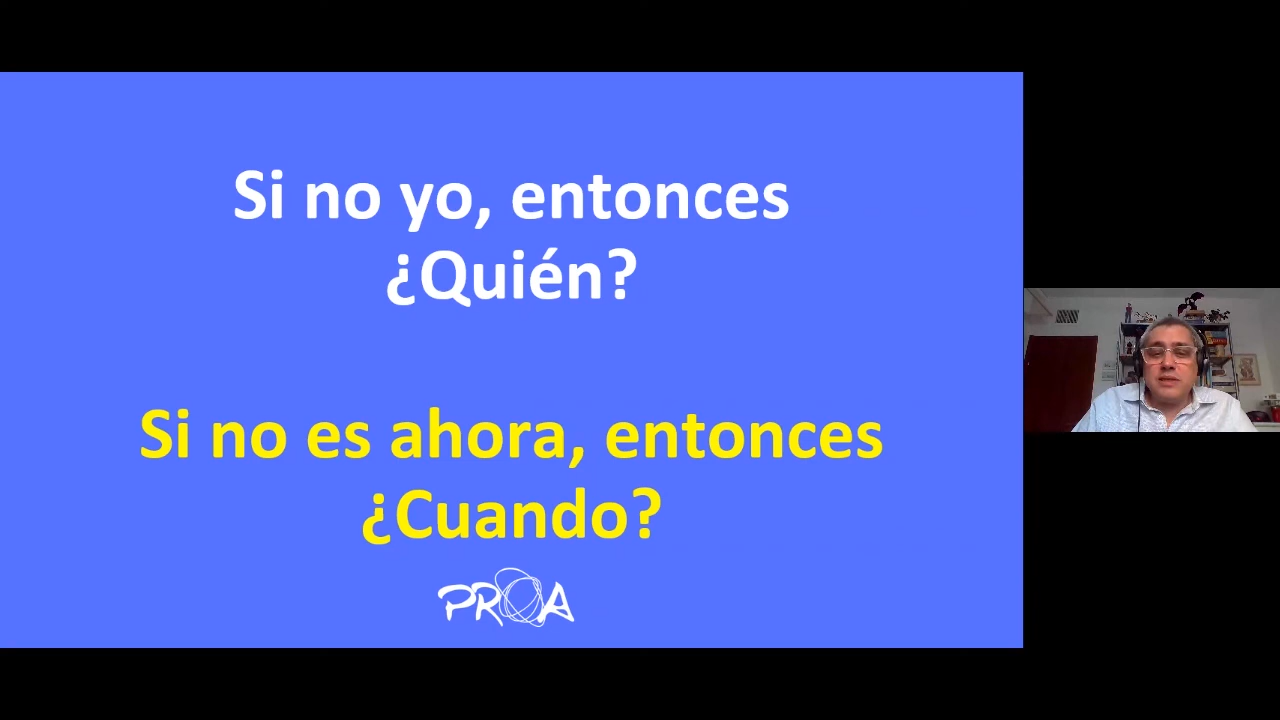 Si no yo, entonces
¿Quién?
Si no es ahora, entonces
¿Cuando?
PROA